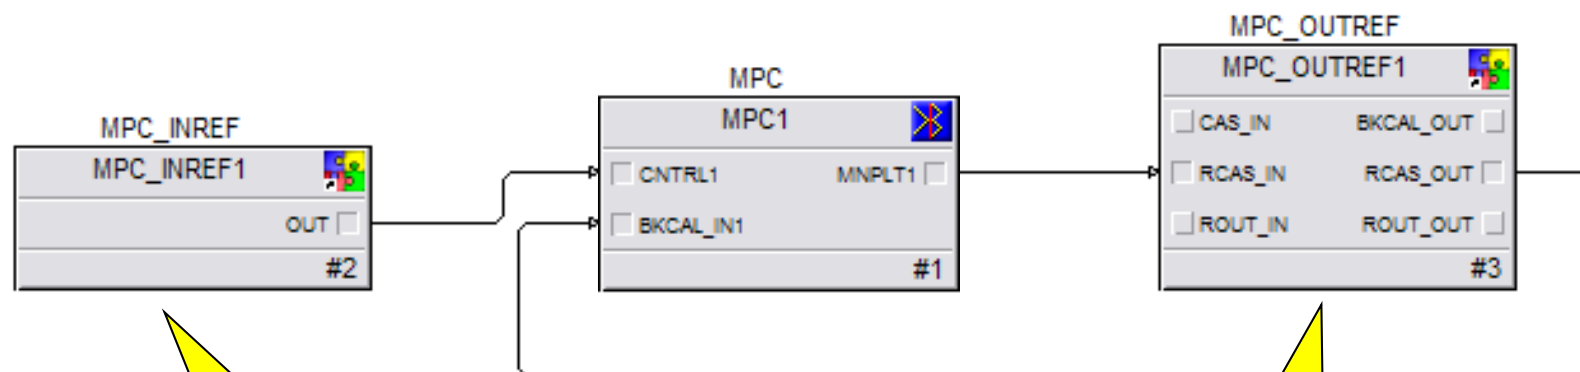 MPC_INREF
MPC_INREF1
OUT
#2
MPC
MPC1
CNTRL1 MNPLT1
BKCAL_IN1
#1
MPC_OUTREF
MPC_OUTREF1
CAS_IN BKCAL_OUT
RCAS_IN RCAS_OUT
ROUT_IN ROUT_OUT
#3